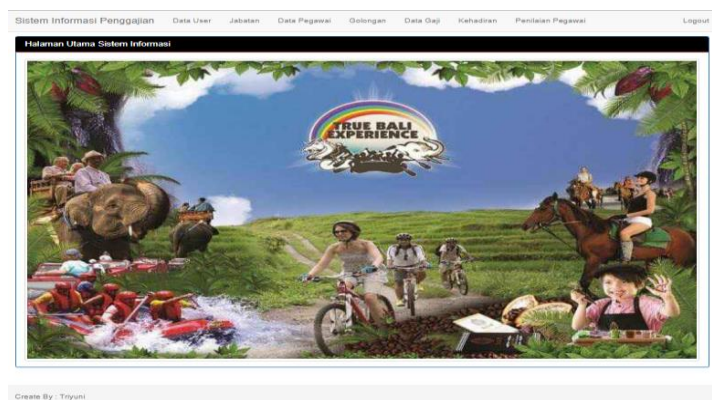 Sistem Informasi Penggajian Data User Jabatan Data Pegawai Golongan Data Gaji Kehadiran Penilaian Pegawai Logout
Halaman Utama Sistem Informasi
TRUE BALI
EXPERIENCE
Create By : Triyuni